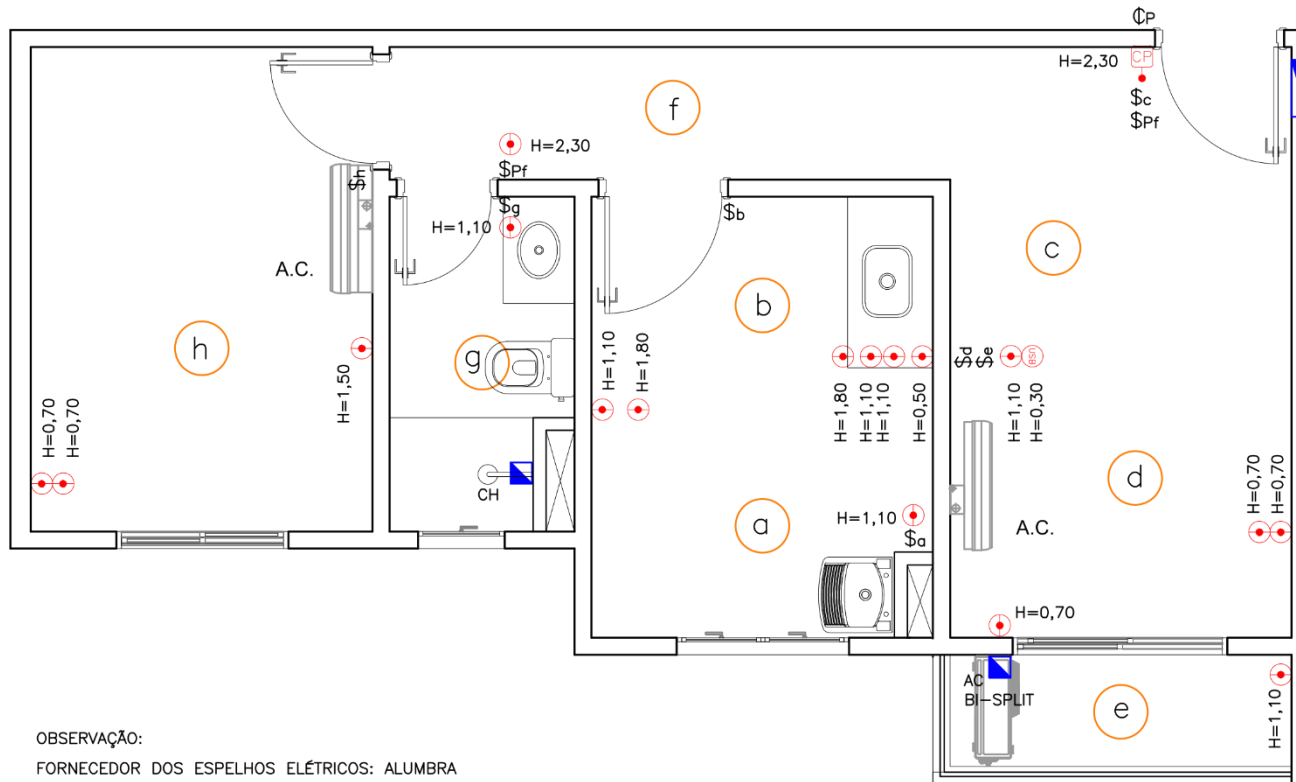 ₵P
H=2,30
CP
$c
$Pf
f
H=2,30
$Pf
$g
H=1,10
$b
$h
A.C.
c
b
h
g
H=1,50
H=1,10
H=1,80
H=1,80
H=1,10
H=1,10
H=0,50
$d
$e
USB
H=1,10
H=0,30
H=0,70
H=0,70
CH
d
a
H=1,10
$a
A.C.
H=0,70
H=0,70
H=0,70
AC
BI-SPLIT
e
H=1,10
OBSERVAÇÃO:
FORNECEDOR DOS ESPELHOS ELÉTRICOS: ALUMBRA